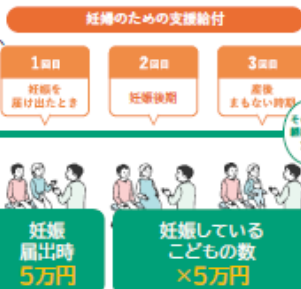 妊婦のための支援給付
1回目
妊娠を
届け出たとき
2回目
妊娠後期
3回目
産後
まもない時期
妊娠
届出時
5万円
妊娠している
こどもの数
×5万円